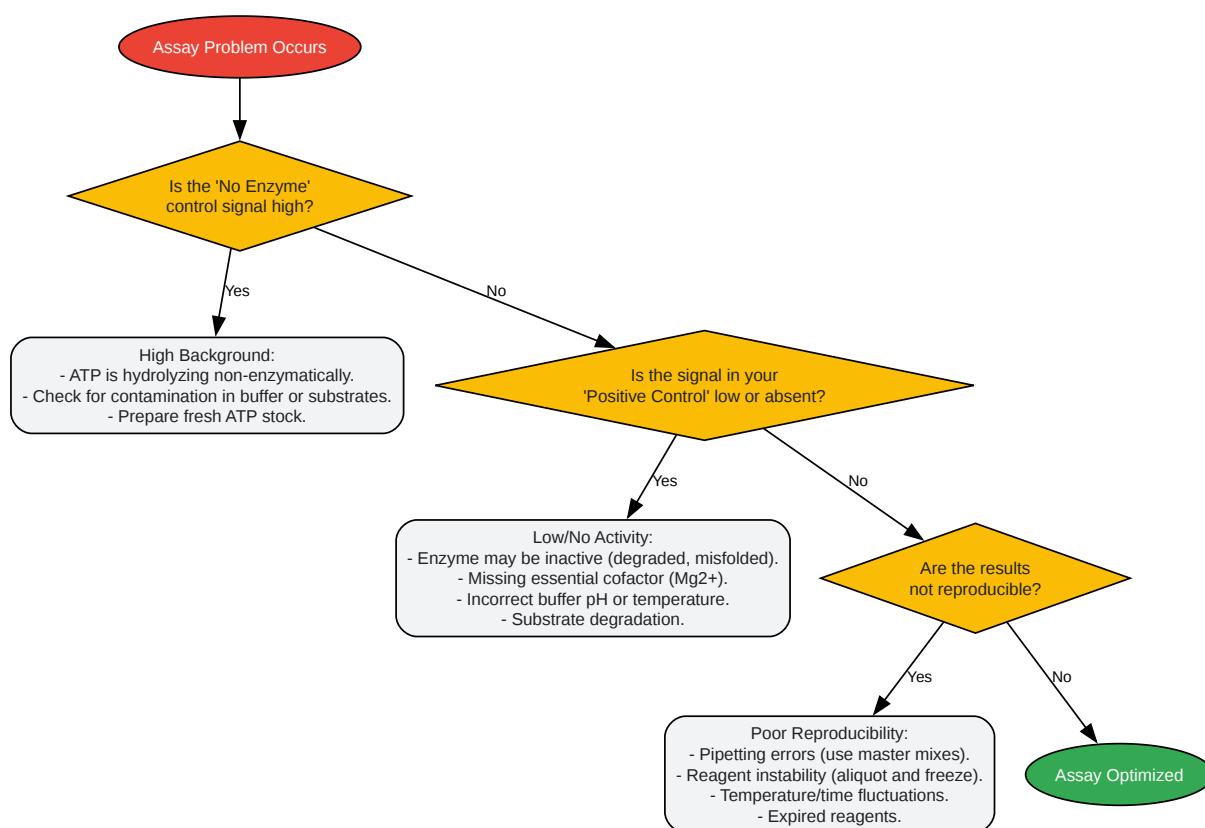 Assay Problem Occurs
Is the 'No Enzyme'
control signal high?
Yes
No
High Background:
- ATP is hydrolyzing non-enzymatically.
- Check for contamination in buffer or substrates.
- Prepare fresh ATP stock.
Is the signal in your
'Positive Control' low or absent?
Yes
No
Low/No Activity:
- Enzyme may be inactive (degraded, misfolded).
- Missing essential cofactor (Mg2+).
- Incorrect buffer pH or temperature.
- Substrate degradation.
Are the results
not reproducible?
Yes
No
Poor Reproducibility:
- Pipetting errors (use master mixes).
- Reagent instability (aliquot and freeze).
- Temperature/time fluctuations.
- Expired reagents.
Assay Optimized